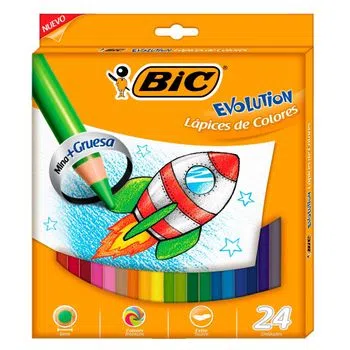 NUEVO
BIC
EVOLUTION
Lápices de Colores
Mina+Gruesa
24